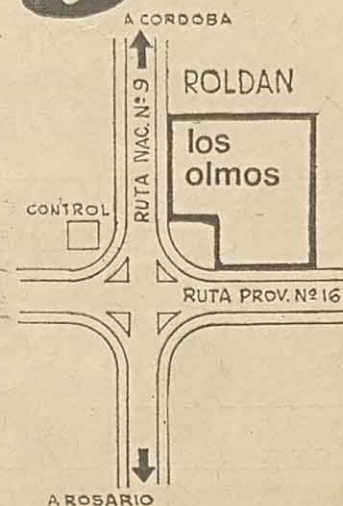 A CORDOBA
ROLDAN
RUTA NAC. Nº 9
los
olmos
CONTROL
RUTA PROV. Nº 16
A ROSARIO